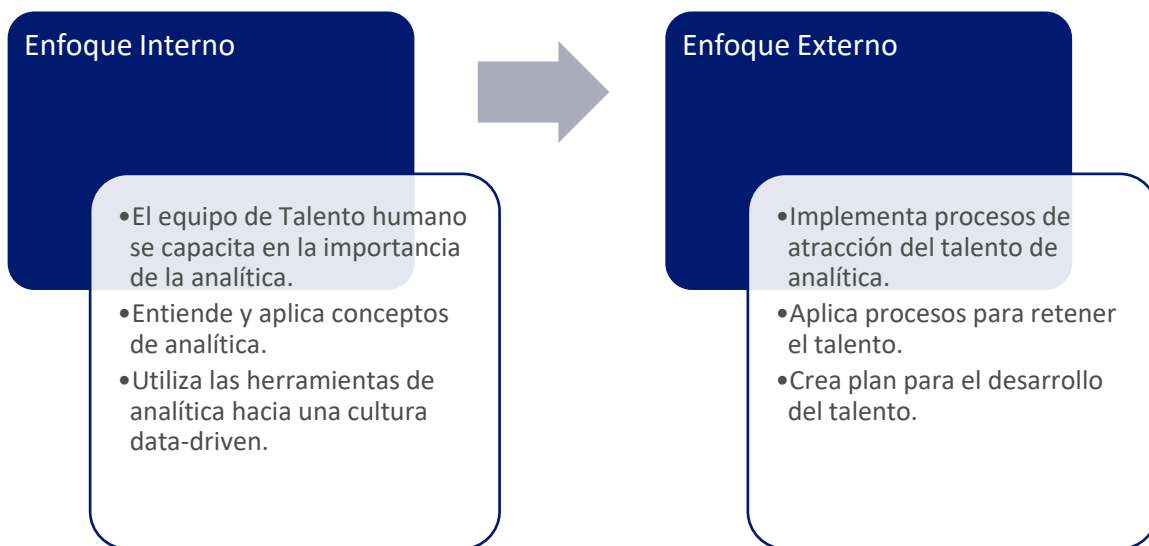 Enfoque Interno
•El equipo de Talento humano
se capacita en la importancia
de la analítica.
•Entiende y aplica conceptos
de analítica.
•Utiliza las herramientas de
analítica hacia una cultura
data-driven.
Enfoque Externo
•Implementa procesos de
atracción del talento de
analítica.
•Aplica procesos para retener
el talento.
•Crea plan para el desarrollo
del talento.